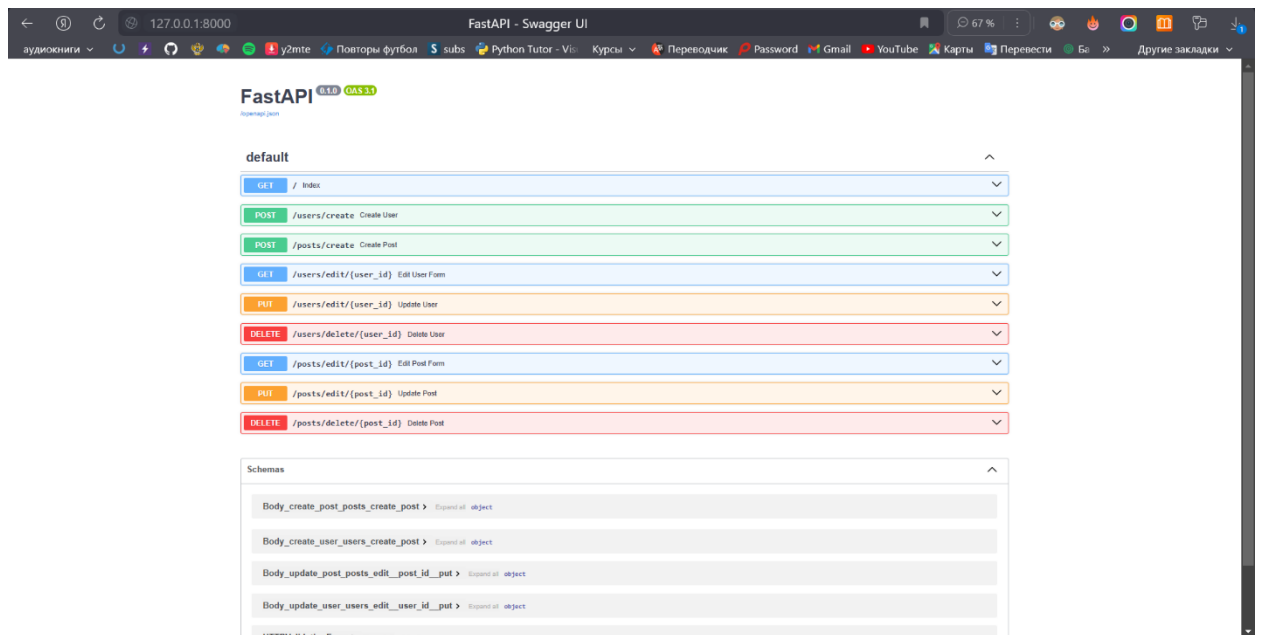 127.0.0.1:8000 FastAPI - Swagger UI 67 %
аудиокниги y2mte Повторы футбол S subs Python Tutor - Vis Курсы Переводчик Password Gmail YouTube Карты Перевести Ба » Другие закладки
FastAPI 0.1.0 OAS 3.1
/openapi.json
default
GET / Index
POST /users/create Create User
POST /posts/create Create Post
GET /users/edit/{user_id} Edit User Form
PUT /users/edit/{user_id} Update User
DELETE /users/delete/{user_id} Delete User
GET /posts/edit/{post_id} Edit Post Form
PUT /posts/edit/{post_id} Update Post
DELETE /posts/delete/{post_id} Delete Post
Schemas
Body_create_post_posts_create_post > Expand all object
Body_create_user_users_create_post > Expand all object
Body_update_post_posts_edit__post_id__put > Expand all object
Body_update_user_users_edit__user_id__put > Expand all object